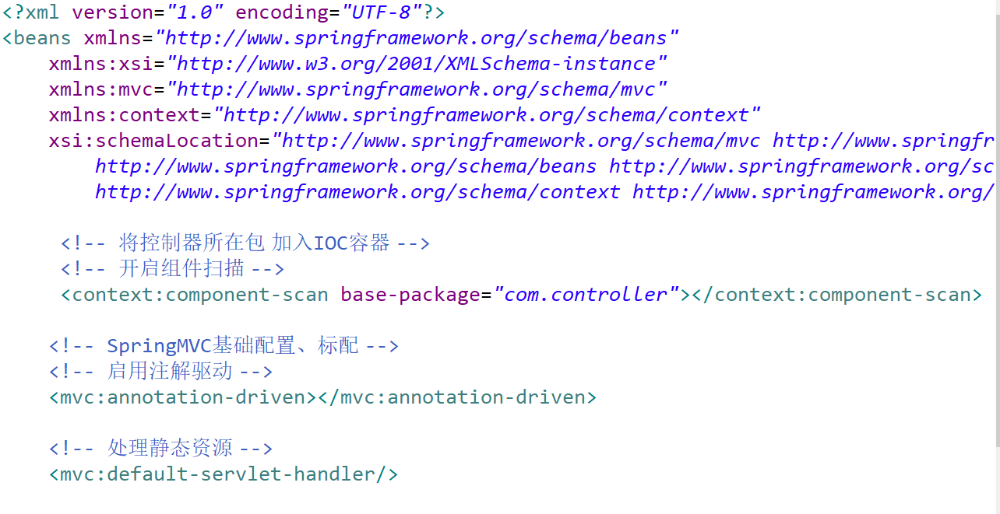 <?xml version="1.0" encoding="UTF-8"?>
<beans xmlns="http://www.springframework.org/schema/beans"
xmlns:xsi="http://www.w3.org/2001/XMLSchema-instance"
xmlns:mvc="http://www.springframework.org/schema/mvc"
xmlns:context="http://www.springframework.org/schema/context"
xsi:schemaLocation="http://www.springframework.org/schema/mvc http://www.springfr
http://www.springframework.org/schema/beans http://www.springframework.org/sc
http://www.springframework.org/schema/context http://www.springframework.org/
<!-- 将控制器所在包 加入IOC容器 -->
<!-- 开启组件扫描 -->
<context:component-scan base-package="com.controller"></context:component-scan>
<!-- SpringMVC基础配置、标配 -->
<!-- 启用注解驱动 -->
<mvc:annotation-driven></mvc:annotation-driven>
<!-- 处理静态资源 -->
<mvc:default-servlet-handler/>